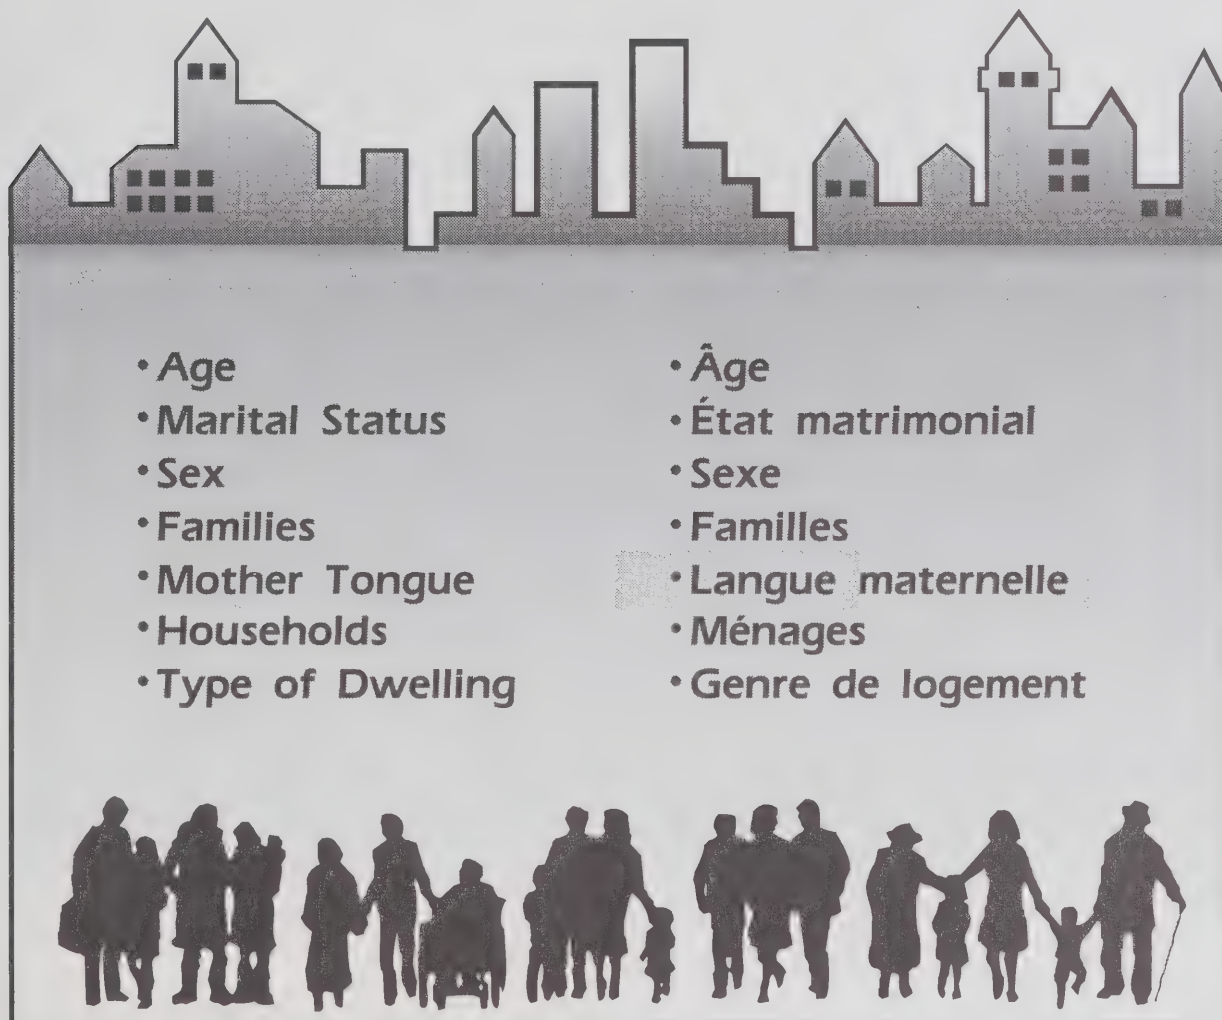 • Age
• Marital Status
• Sex
• Families
• Mother Tongue
• Households
• Type of Dwelling
• Âge
• État matrimonial
• Sexe
• Familles
• Langue maternelle
• Ménages
• Genre de logement